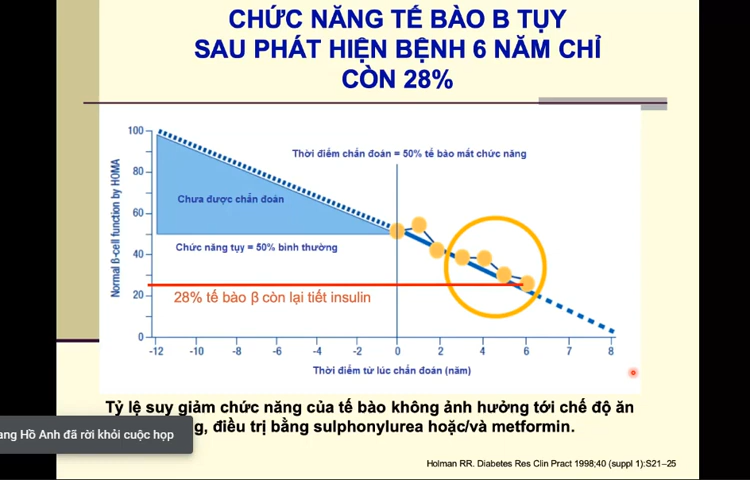 CHỨC NĂNG TẾ BÀO B TỤY
SAU PHÁT HIỆN BỆNH 6 NĂM CHỈ
CÒN 28%
Normal β-cell function by HOMA
100
80
60
40
20
0
Thời điểm chẩn đoán = 50% tế bào mất chức năng
Chưa được chẩn đoán
Chức năng tụy = 50% bình thường
28% tế bào β còn lại tiết insulin
-12 -10 -8 -6 -4 -2 0 2 4 6 7 8
Thời điểm từ lúc chẩn đoán (năm)
Tỷ lệ suy giảm chức năng của tế bào không ảnh hưởng tới chế độ ăn
g, điều trị bằng sulphonylurea hoặc/và metformin.
ang Hồ Anh đã rời khỏi cuộc họp
Holman RR. Diabetes Res Clin Pract 1998;40 (suppl 1):S21–25